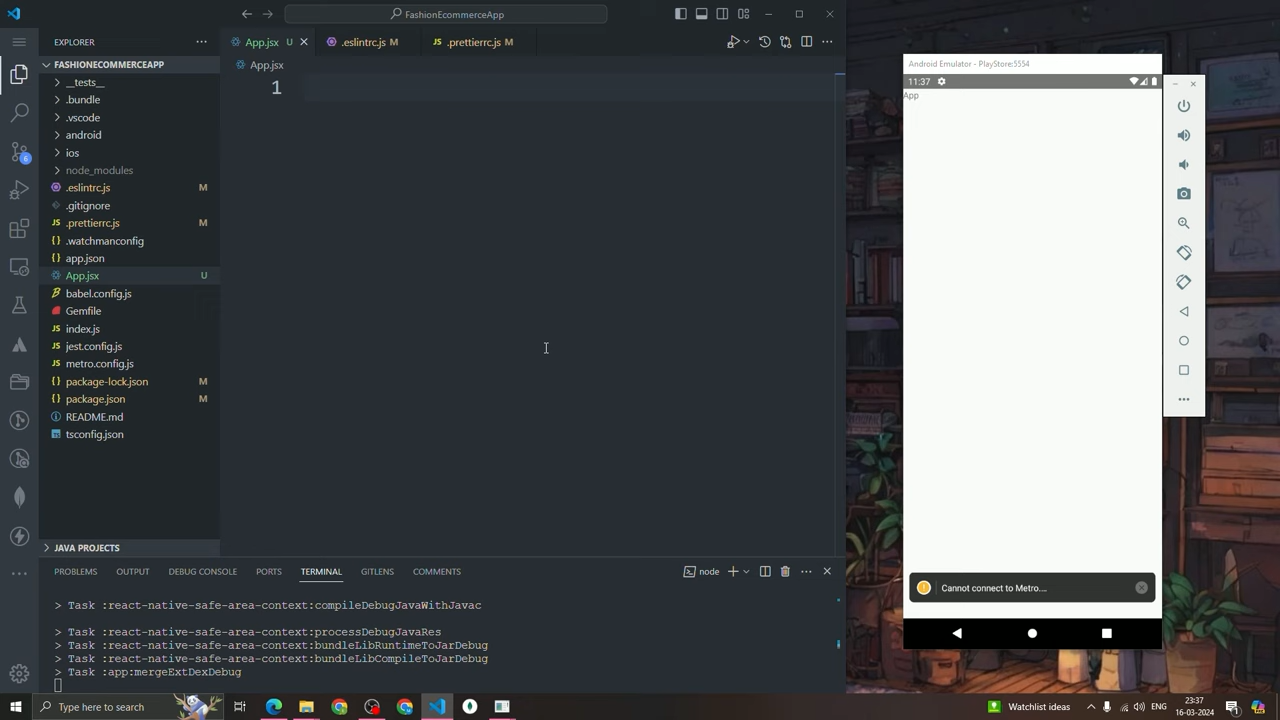 FashionEcommerceApp
EXPLORER
App.jsx U
.eslintrc.js M
.prettierrc.js M
FASHIONECOMMERCEAPP
App.jsx
1
__tests__
.bundle
.vscode
android
ios
node_modules
.eslintrc.js M
.gitignore
.prettierrc.js M
.watchmanconfig
app.json
App.jsx U
babel.config.js
Gemfile
index.js
jest.config.js
metro.config.js
package-lock.json M
package.json M
README.md
tsconfig.json
JAVA PROJECTS
6
PROBLEMS OUTPUT DEBUG CONSOLE PORTS TERMINAL GITLENS COMMENTS
node
> Task :react-native-safe-area-context:compileDebugJavaWithJavac
> Task :react-native-safe-area-context:processDebugJavaRes
> Task :react-native-safe-area-context:bundleLibRuntimeToJarDebug
> Task :react-native-safe-area-context:bundleLibCompileToJarDebug
> Task :app:mergeExtDexDebug
Android Emulator - PlayStore:5554
11:37
App
Cannot connect to Metro....
Type here to search
Watchlist ideas
ENG
23:37
16-03-2024
1